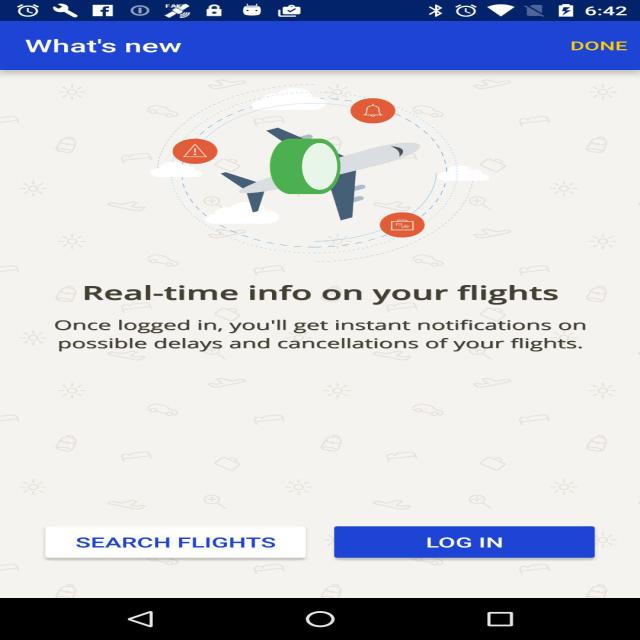 6:42
What's new
DONE
Real-time info on your flights
Once logged in, you'll get instant notifications on
possible delays and cancellations of your flights.
SEARCH FLIGHTS
LOG IN